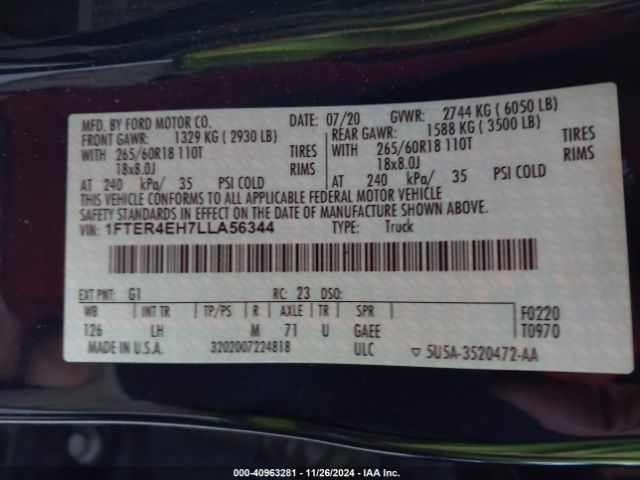 MFD. BY FORD MOTOR CO. DATE: 07/20 GVWR: 2744 KG ( 6050 LB)
FRONT GAWR: 1329 KG ( 2930 LB) REAR GAWR: 1588 KG ( 3500 LB)
WITH 265/60R18 110T TIRES WITH 265/60R18 110T TIRES
18x8.0J RIMS 18x8.0J RIMS
AT 240 kPa/ 35 PSI COLD AT 240 kPa/ 35 PSI COLD
THIS VEHICLE CONFORMS TO ALL APPLICABLE FEDERAL MOTOR VEHICLE
SAFETY STANDARDS IN EFFECT ON THE DATE OF MANUFACTURE SHOWN ABOVE.
VIN: 1FTER4EH7LLA56344 TYPE: Truck
EXT PNT: G1 RC: 23 DSO:
WB INT TR TP/PS R AXLE TR SPR F0220
126 LH M 71 U GAEE T0970
MADE IN U.S.A. 3202007224818 ULC ▽ 5U5A-3520472-AA
000-40963281 - 11/26/2024 - IAA Inc.